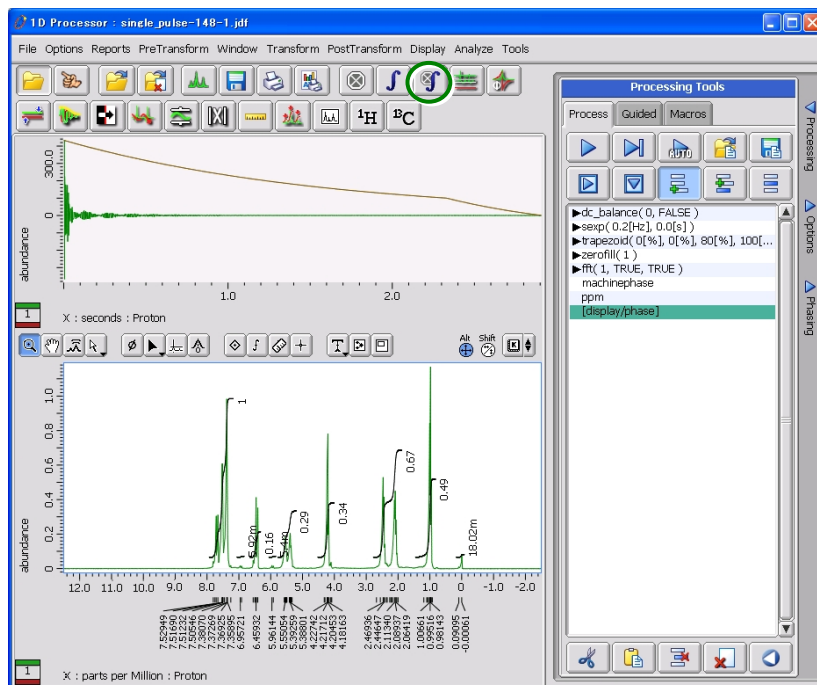 1D Processor : single_pulse-148-1.jdf
File Options Reports PreTransform Window Transform PostTransform Display Analyze Tools
¹H ¹³C
300.0
0
abundance
1.0 2.0
1
X : seconds : Proton
Alt Shift
1.0
0.8
0.6
0.4
0.2
0
abundance
1
6.92m
0.16
0.29
0.34
0.67
0.49
18.02m
12.0 11.0 10.0 9.0 8.0 7.0 6.0 5.0 4.0 3.0 2.0 1.0 0 -1.0 -2.0
7.52949
7.51690
7.51232
7.50546
7.38070
7.37269
7.36925
7.35895
6.95721
6.45932
5.96144
5.55054
5.39259
5.38801
4.22742
4.21712
4.20453
4.18163
2.46936
2.44647
2.11340
2.08937
2.06419
1.00661
0.99516
0.98143
0.09095
-0.00061
1
X : parts per Million : Proton
Processing Tools
Process Guided Macros
AUTO
dc_balance( 0, FALSE )
sexp( 0.2[Hz], 0.0[s] )
trapezoid( 0[%], 0[%], 80[%], 100[...
zerofill( 1 )
fft( 1, TRUE, TRUE )
machinephase
ppm
[display/phase]
Processing
Options
Phasing